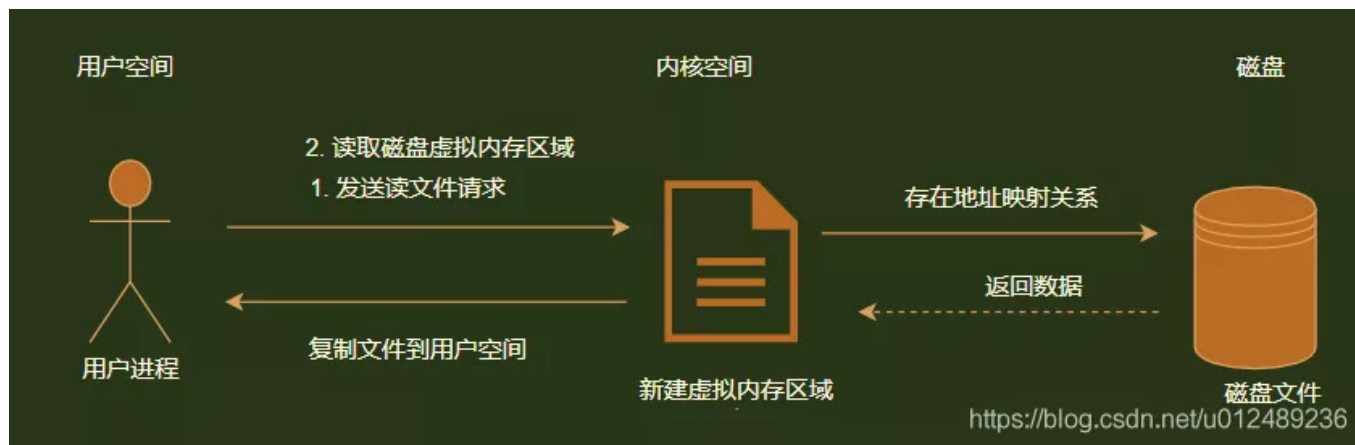 用户空间
内核空间
磁盘
2. 读取磁盘虚拟内存区域
1. 发送读文件请求
存在地址映射关系
返回数据
复制文件到用户空间
用户进程
新建虚拟内存区域
磁盘文件
https://blog.csdn.net/u012489236